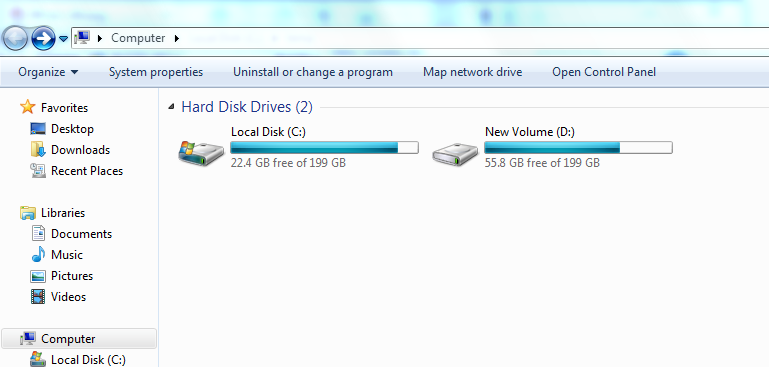 Computer
Organize
System properties
Uninstall or change a program
Map network drive
Open Control Panel
Favorites
Desktop
Downloads
Recent Places
Libraries
Documents
Music
Pictures
Videos
Computer
Local Disk (C:)
Hard Disk Drives (2)
Local Disk (C:)
22.4 GB free of 199 GB
New Volume (D:)
55.8 GB free of 199 GB